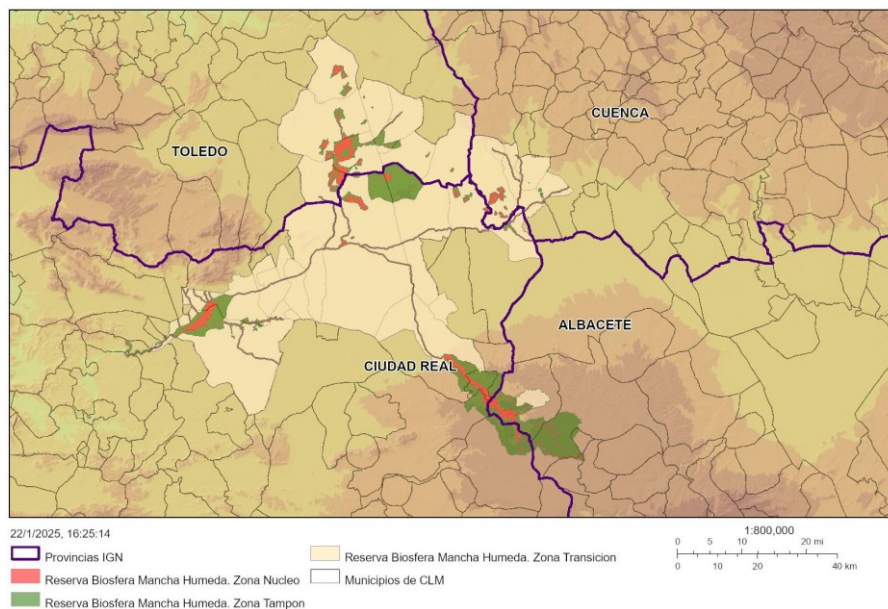 CUENCA
TOLEDO
ALBACETE
CIUDAD REAL
22/1/2025, 16:25:14
Provincias IGN
Reserva Biosfera Mancha Humeda. Zona Nucleo
Reserva Biosfera Mancha Humeda. Zona Tampon
Reserva Biosfera Mancha Humeda. Zona Transicion
Municipios de CLM
1:800,000
0 5 10 20 mi
0 10 20 40 km